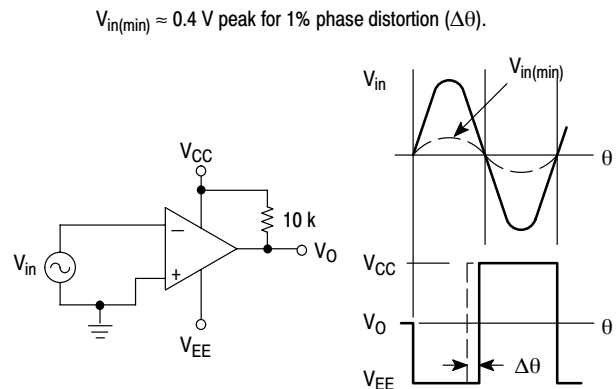 V_in(min) ≈ 0.4 V peak for 1% phase distortion (Δθ).
V_in
V_in(min)
θ
V_CC
10 k
−
+
V_in
V_O
V_EE
V_CC
V_O
θ
V_EE
Δθ